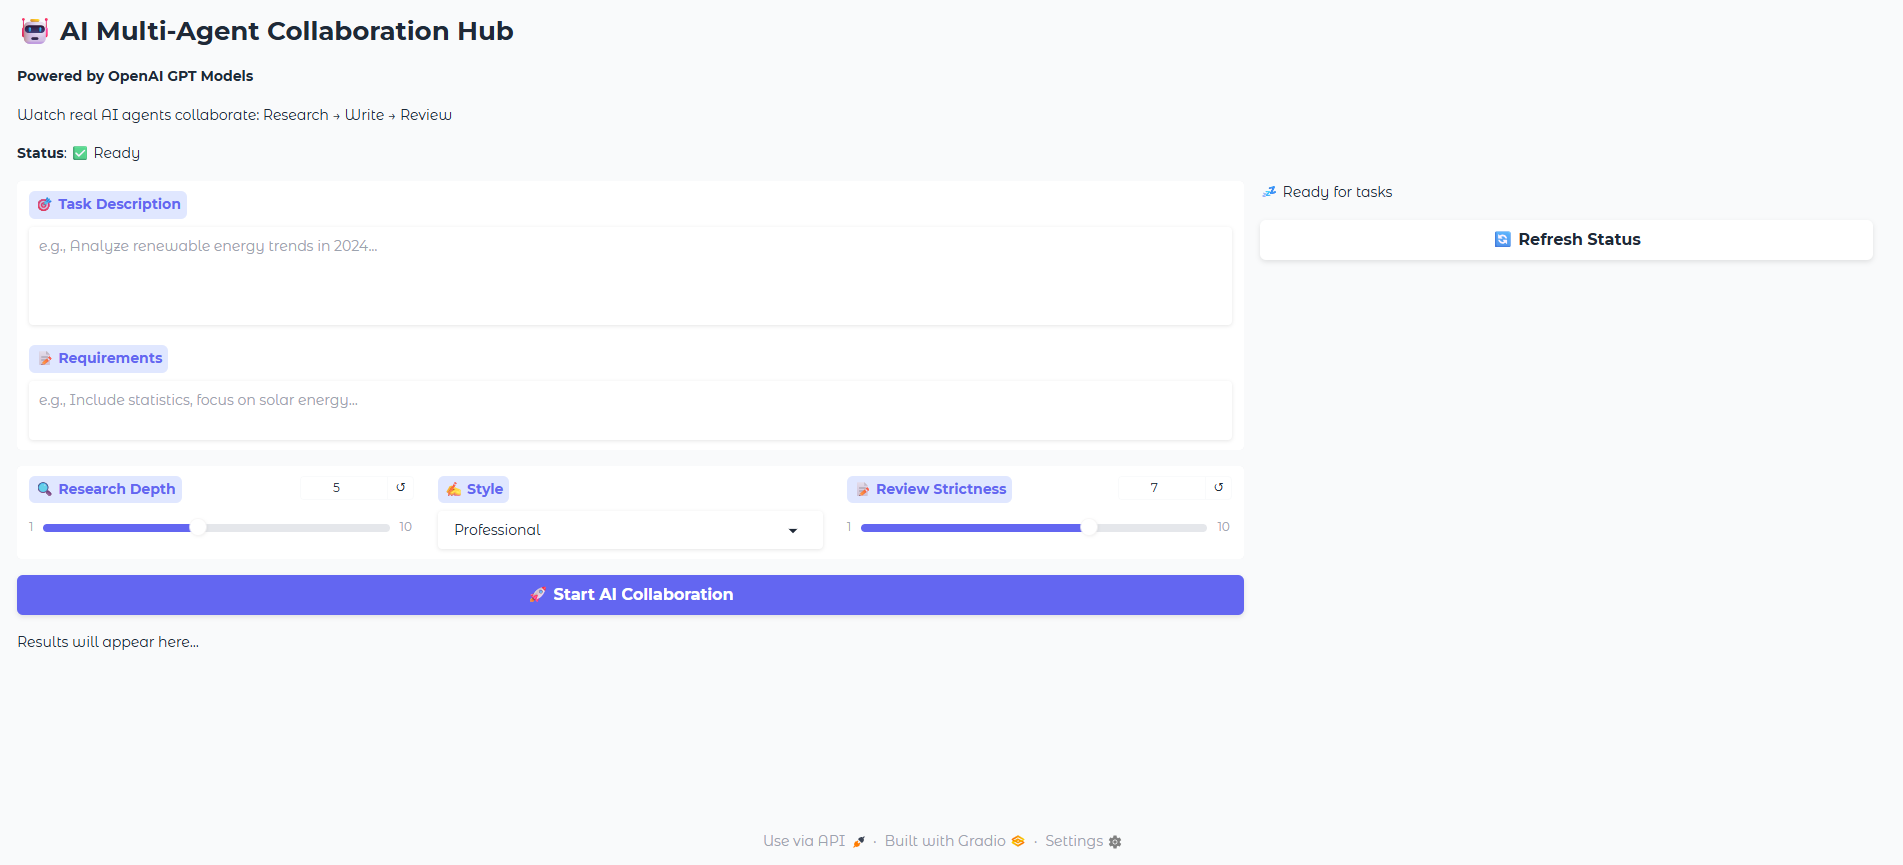 AI Multi-Agent Collaboration Hub
Powered by OpenAI GPT Models
Watch real AI agents collaborate: Research → Write → Review
Status: ✅ Ready
🎯 Task Description
e.g., Analyze renewable energy trends in 2024...
📝 Requirements
e.g., Include statistics, focus on solar energy...
🔍 Research Depth
5
↺
1
10
✍️ Style
Professional
📝 Review Strictness
7
↺
1
10
🚀 Start AI Collaboration
Results will appear here...
💤 Ready for tasks
🔄 Refresh Status
Use via API 🚀 · Built with Gradio · Settings ⚙️